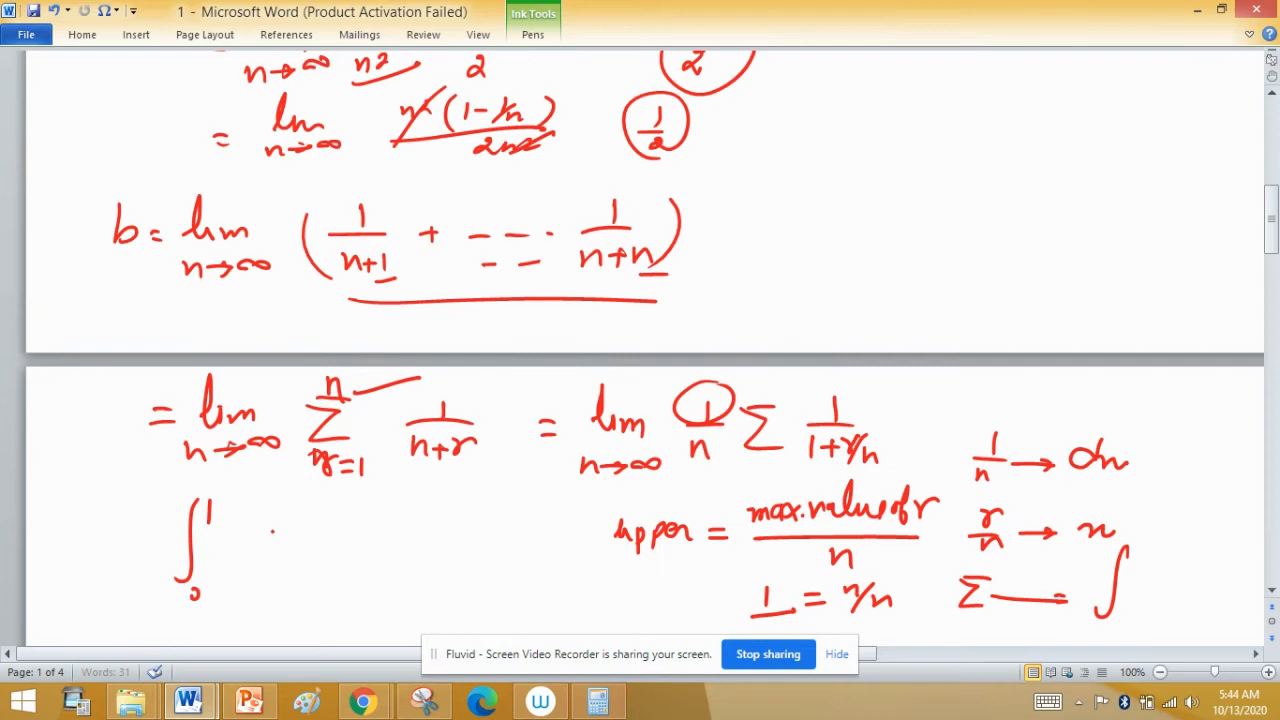 1 - Microsoft Word (Product Activation Failed)
Ink Tools
File Home Insert Page Layout References Mailings Review View Pens
n→∞ n2 2 2
= lim n→∞ n²(1-1/n) / 2n² 1/2
b = lim n→∞ ( 1/(n+1) + ------ 1/(n+n) )
= lim n→∞ n Σ r=1 1/(n+r) = lim n→∞ 1/n Σ 1/(1+r/n)
1/n → dn
∫ 1 0
upper = max. value of r / n
r/n → n
1 = n/n
Σ — ∫
Fluvid - Screen Video Recorder is sharing your screen. Stop sharing Hide
Page: 1 of 4 Words: 31 100%
5:44 AM
10/13/2020